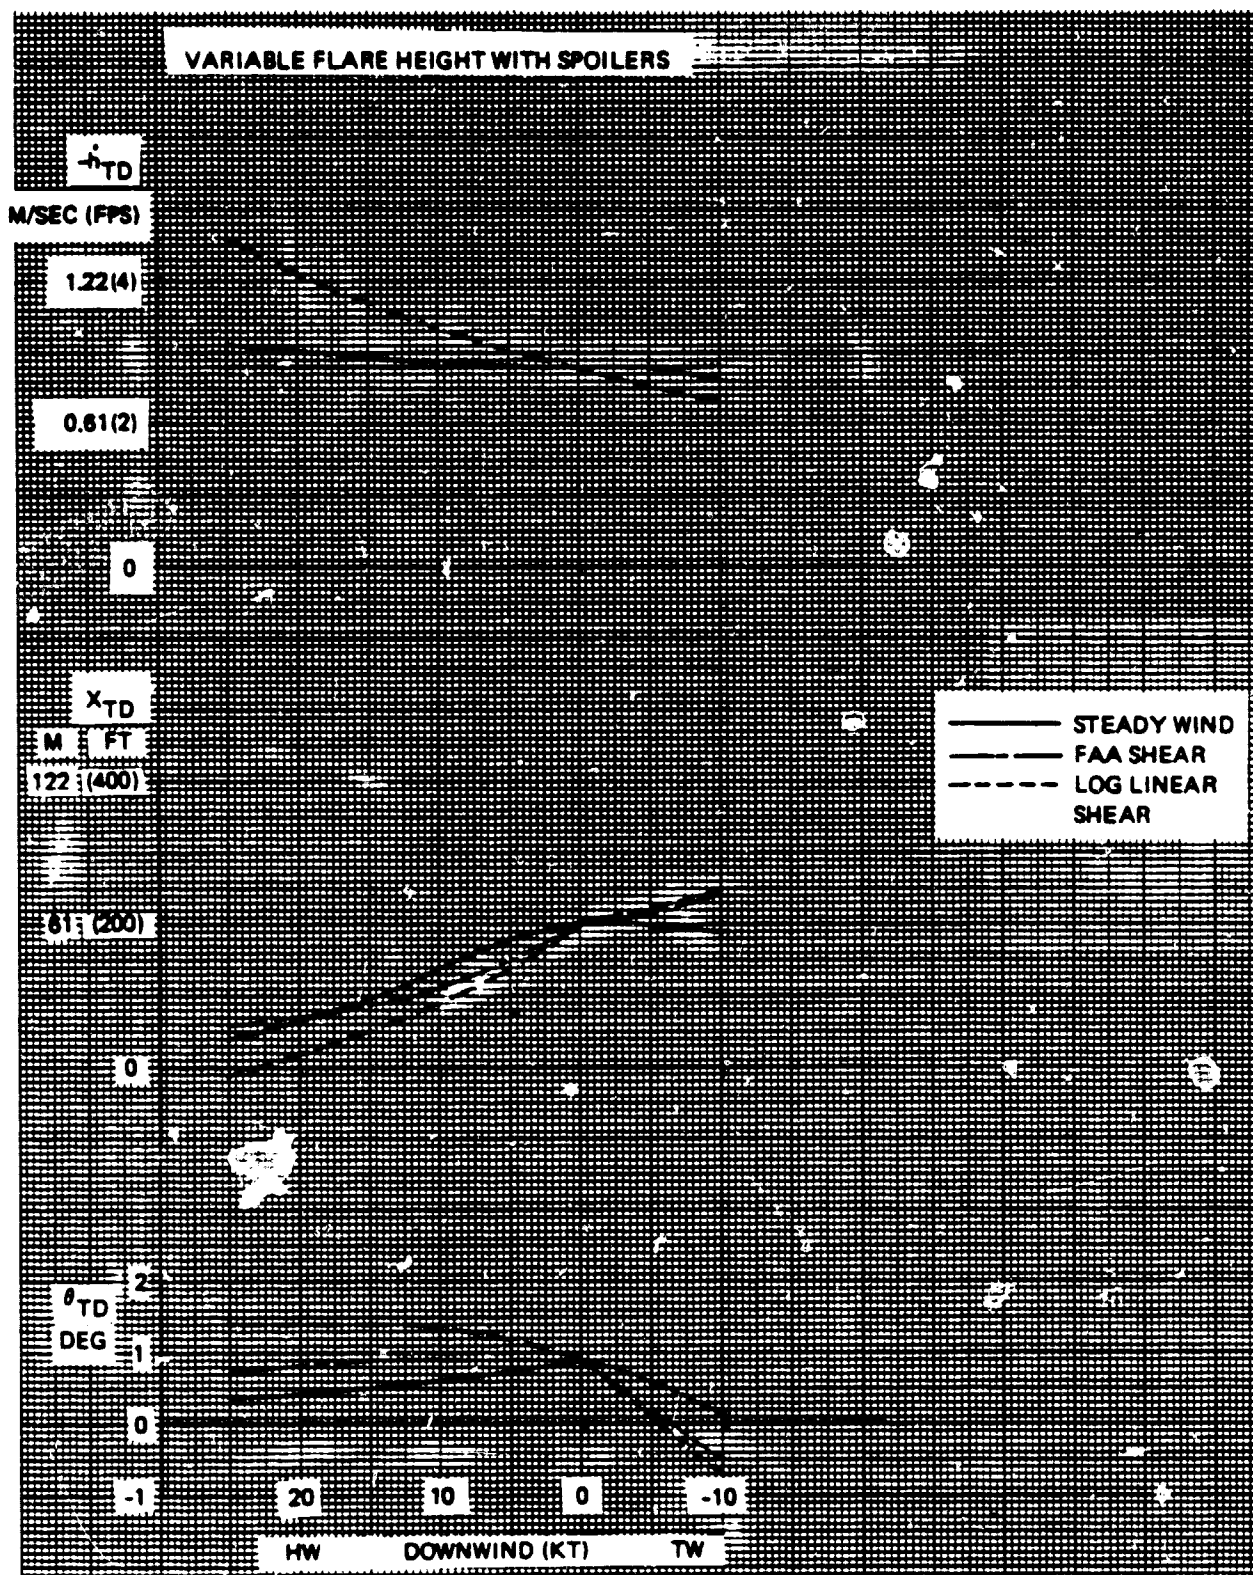 VARIABLE FLARE HEIGHT WITH SPOILERS
-ḣTD
M/SEC (FPS)
1.22(4)
0.61(2)
0
XTD
M FT
122 (400)
61 (200)
0
STEADY WIND
FAA SHEAR
LOG LINEAR
SHEAR
θTD
DEG
2
1
0
-1
20 10 0 -10
HW DOWNWIND (KT) TW